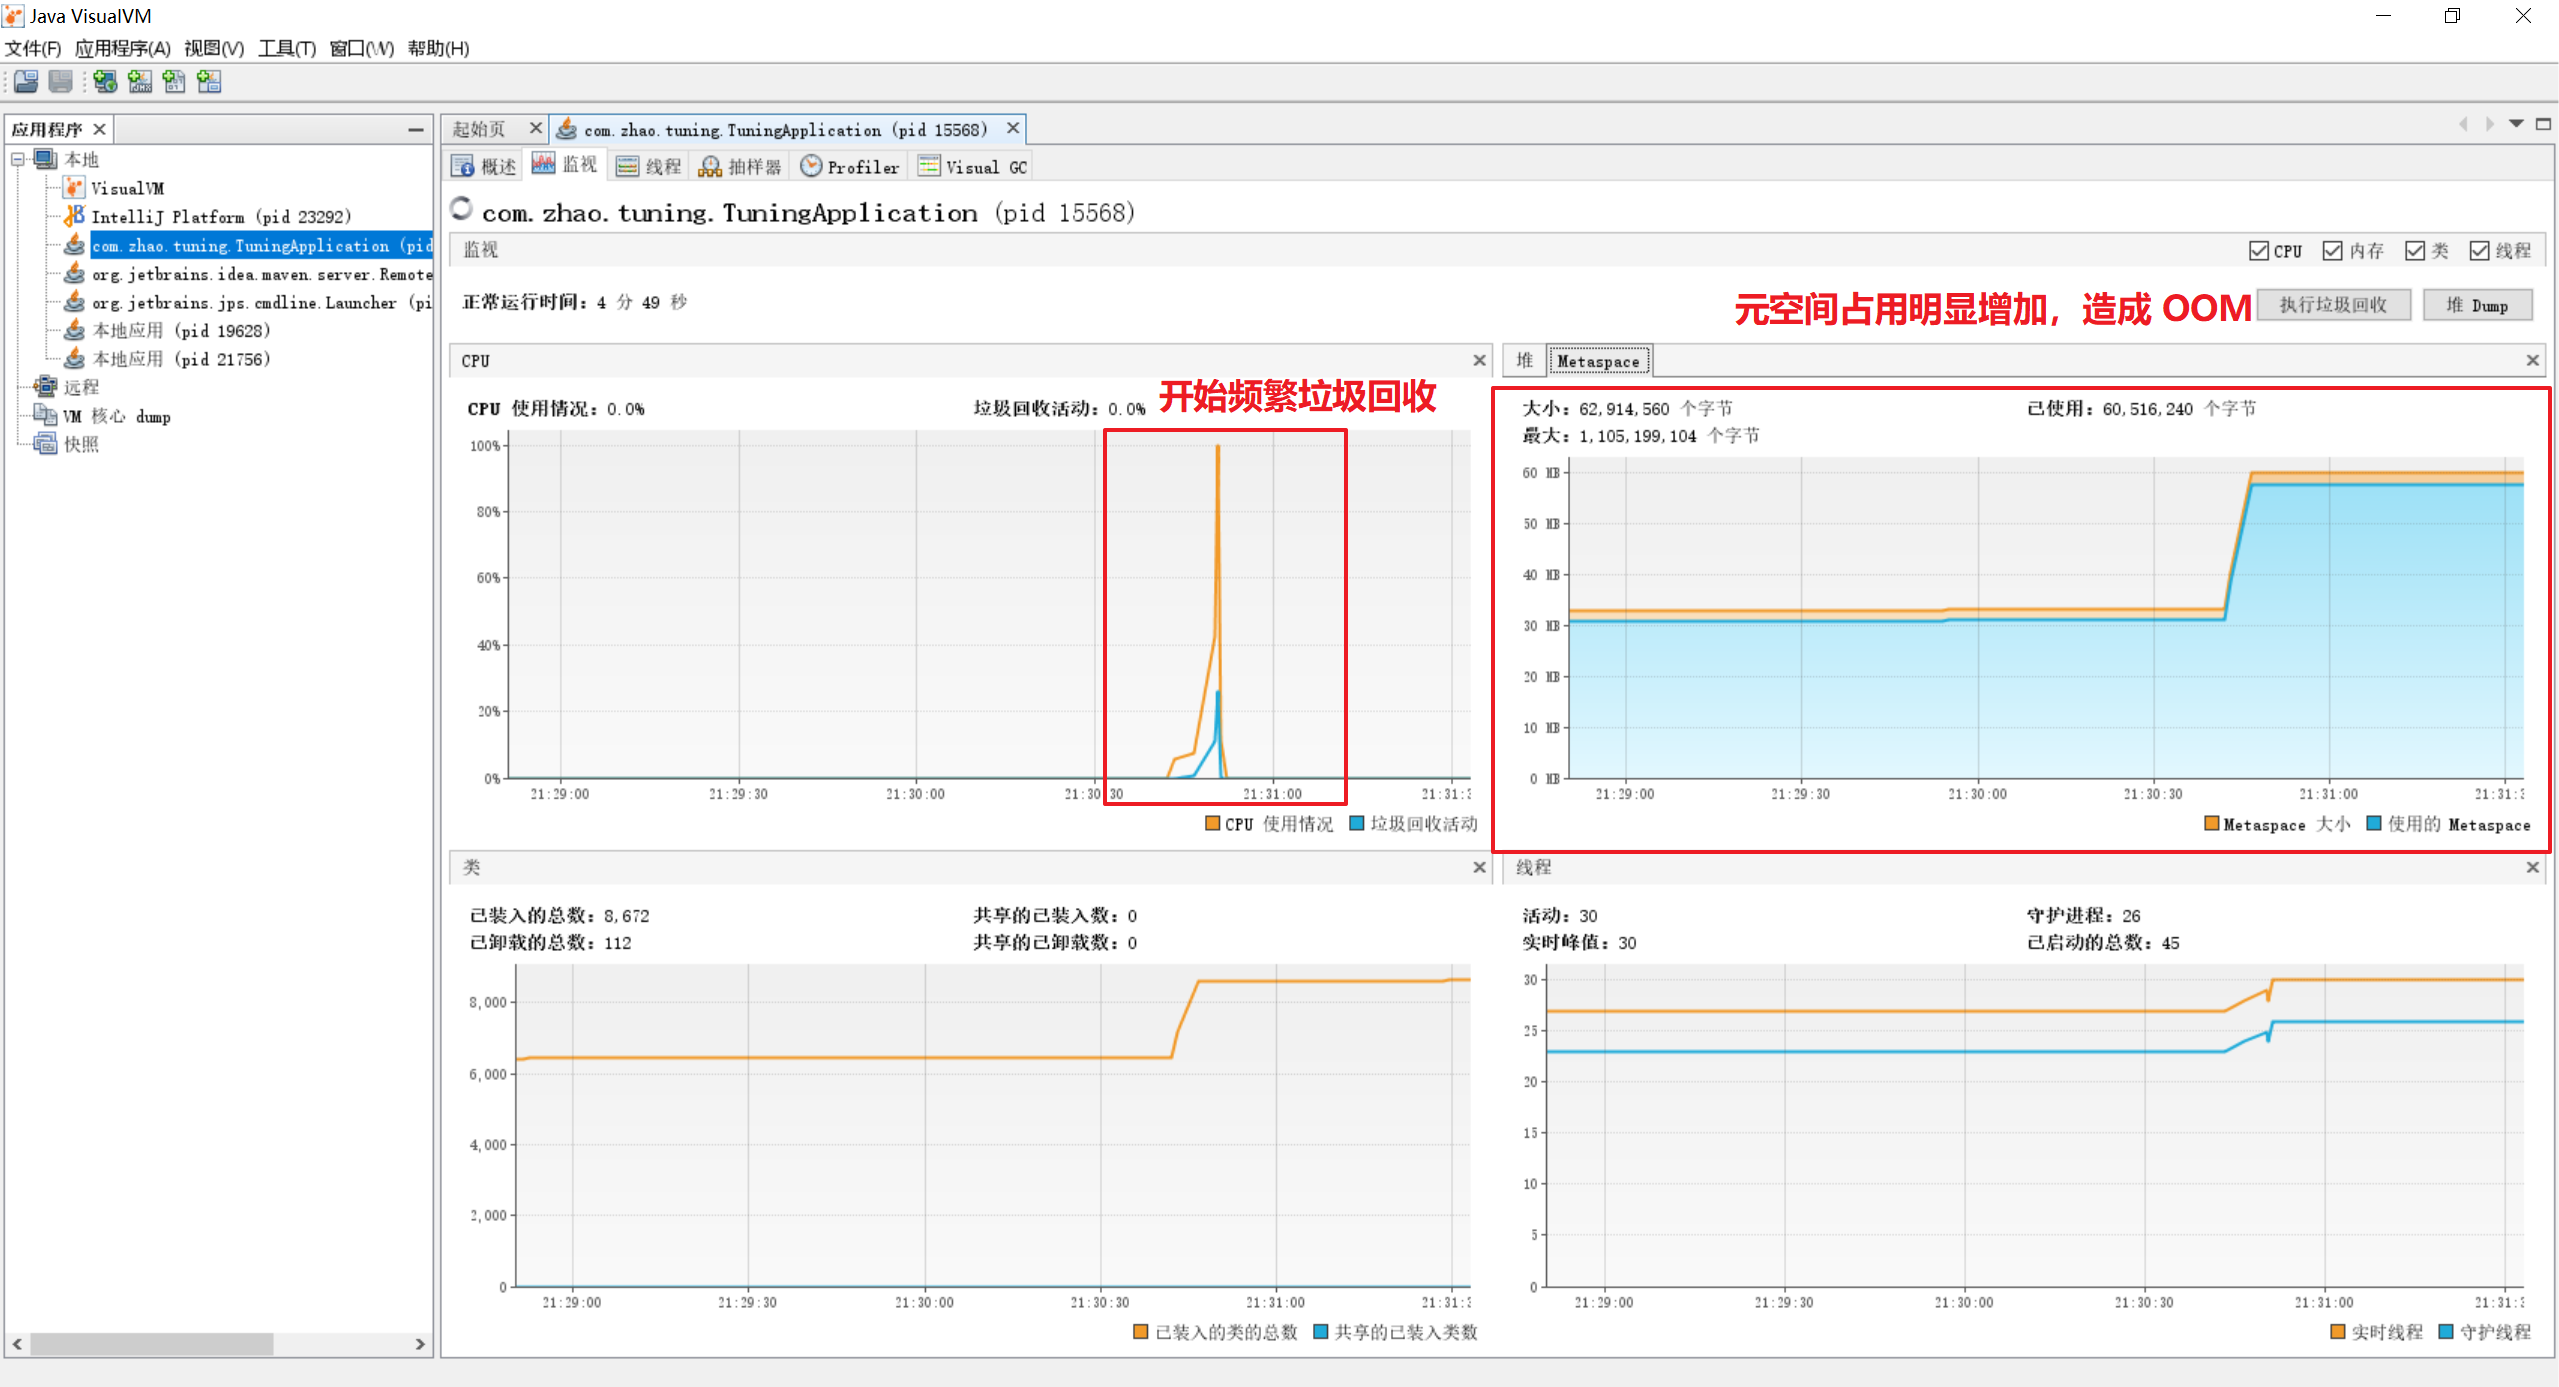 Java VisualVM
文件(F) 应用程序(A) 视图(V) 工具(T) 窗口(W) 帮助(H)
应用程序
本地
VisualVM
IntelliJ Platform (pid 23292)
com.zhao.tuning.TuningApplication (pid
org.jetbrains.idea.maven.server.Remote
org.jetbrains.jps.cmdline.Launcher (pi
本地应用 (pid 19628)
本地应用 (pid 21756)
远程
VM 核心 dump
快照
起始页 com.zhao.tuning.TuningApplication (pid 15568)
概述 监视 线程 抽样器 Profiler Visual GC
com.zhao.tuning.TuningApplication (pid 15568)
监视 CPU 内存 类 线程
正常运行时间: 4 分 49 秒
元空间占用明显增加，造成 OOM
执行垃圾回收 堆 Dump
CPU
CPU 使用情况: 0.0% 垃圾回收活动: 0.0%
开始频繁垃圾回收
100%
80%
60%
40%
20%
0%
21:29:00 21:29:30 21:30:00 21:30:30 21:31:00 21:31:3
CPU 使用情况 垃圾回收活动
堆 Metaspace
大小: 62,914,560 个字节 已使用: 60,516,240 个字节
最大: 1,105,199,104 个字节
60 MB
50 MB
40 MB
30 MB
20 MB
10 MB
0 MB
21:29:00 21:29:30 21:30:00 21:30:30 21:31:00 21:31:3
Metaspace 大小 使用的 Metaspace
类
已装入的总数: 8,672 共享的已装入数: 0
已卸载的总数: 112 共享的已卸载数: 0
8,000
6,000
4,000
2,000
0
21:29:00 21:29:30 21:30:00 21:30:30 21:31:00 21:31:3
已装入的类的总数 共享的已装入类数
线程
活动: 30 守护进程: 26
实时峰值: 30 已启动的总数: 45
30
25
20
15
10
5
0
21:29:00 21:29:30 21:30:00 21:30:30 21:31:00 21:31:3
实时线程 守护线程